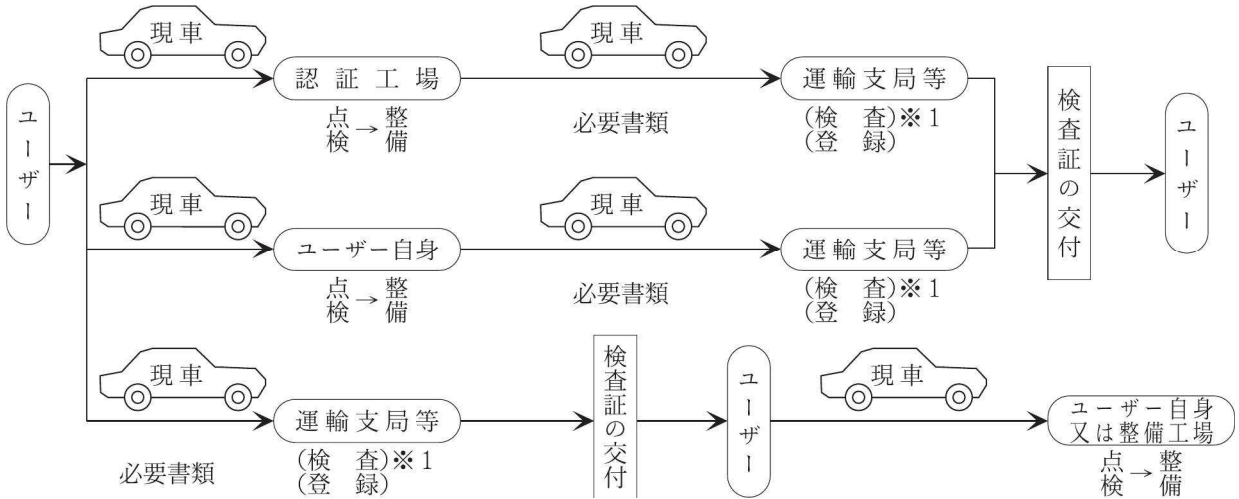 ユーザー
現車
認証工場
点検→整備
現車
必要書類
運輸支局等
(検　査)※1
(登　録)
現車
ユーザー自身
点検→整備
現車
必要書類
運輸支局等
(検　査)※1
(登　録)
検査証の交付
ユーザー
現車
必要書類
運輸支局等
(検　査)※1
(登　録)
検査証の交付
ユーザー
現車
ユーザー自身
又は整備工場
点検→整備